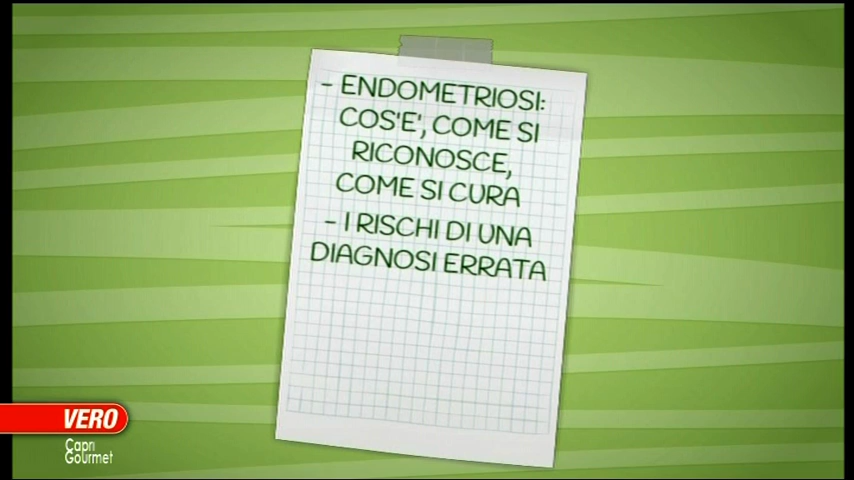 - ENDOMETRIOSI:
COS'E', COME SI
RICONOSCE,
COME SI CURA
- I RISCHI DI UNA
DIAGNOSI ERRATA
VERO
Capri
Gourmet